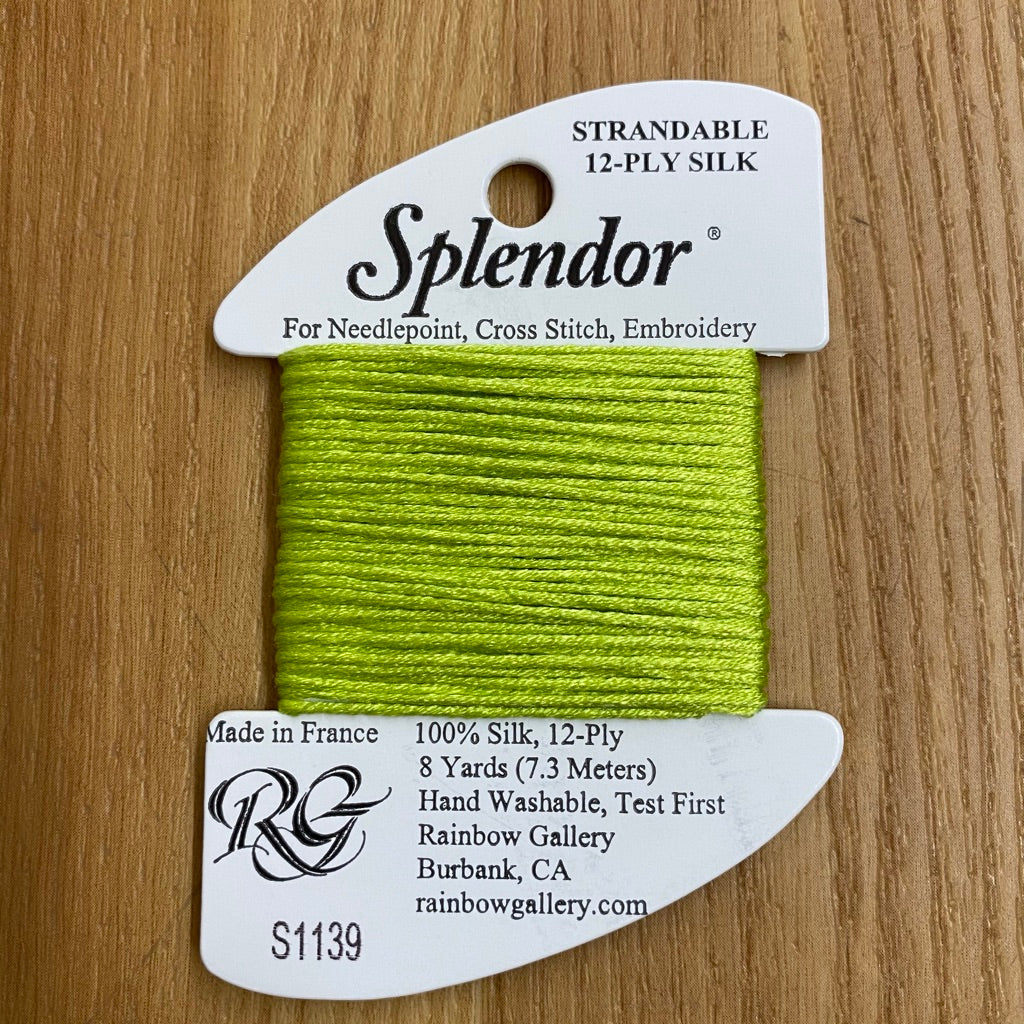 STRANDABLE
12-PLY SILK
Splendor ®
For Needlepoint, Cross Stitch, Embroidery
Made in France
100% Silk, 12-Ply
8 Yards (7.3 Meters)
Hand Washable, Test First
Rainbow Gallery
Burbank, CA
rainbowgallery.com
RG
S1139